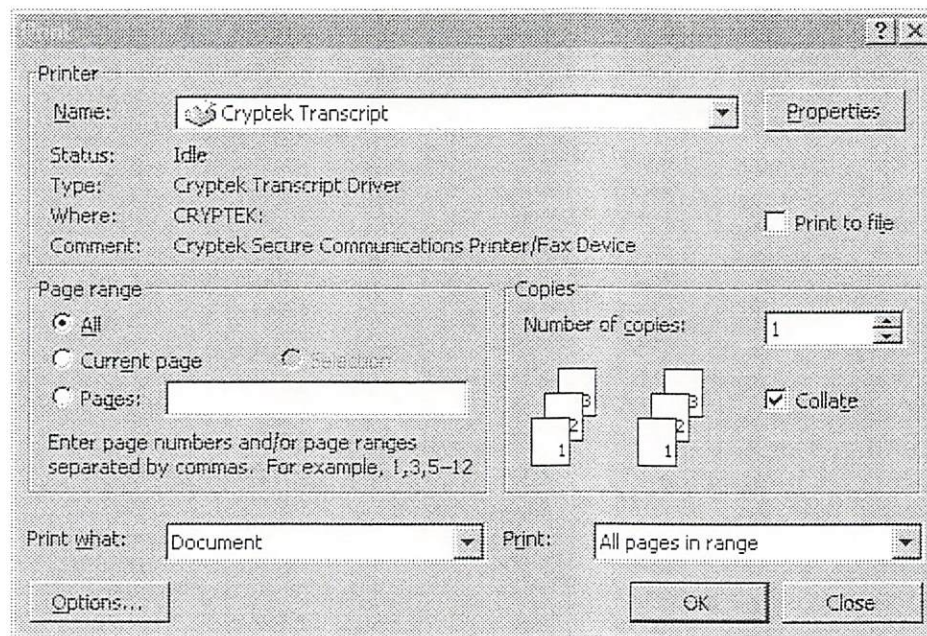 Print
? X
Printer
Name: Cryptek Transcript Properties
Status: Idle
Type: Cryptek Transcript Driver
Where: CRYPTEK: Print to file
Comment: Cryptek Secure Communications Printer/Fax Device
Page range
All
Current page Selection
Pages:
Enter page numbers and/or page ranges
separated by commas. For example, 1,3,5–12
Copies
Number of copies: 1
3 3
2 2
1 1
Collate
Print what: Document Print: All pages in range
Options... OK Close